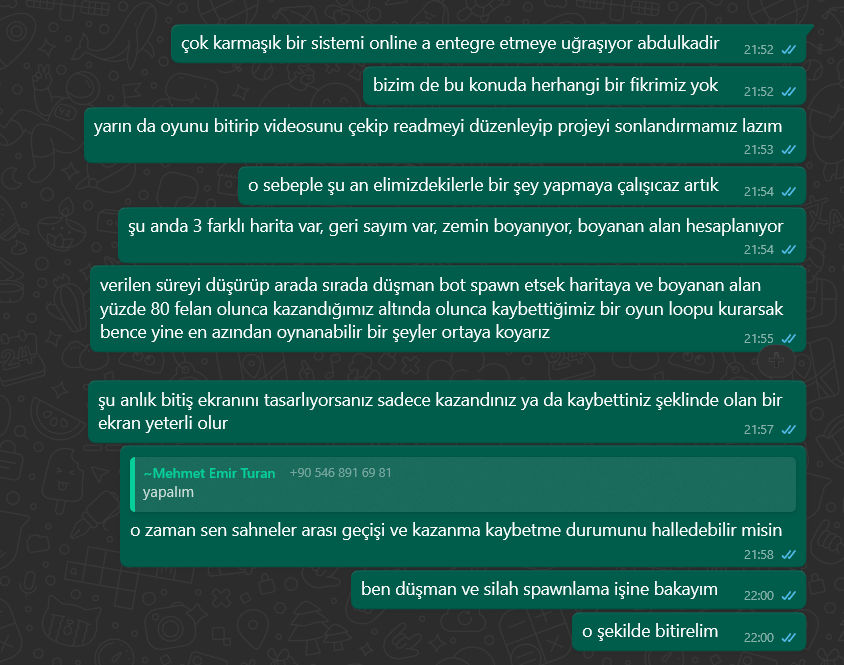 çok karmaşık bir sistemi online a entegre etmeye uğraşıyor abdulkadir
21:52
bizim de bu konuda herhangi bir fikrimiz yok
21:52
yarın da oyunu bitirip videosunu çekip readmeyi düzenleyip projeyi sonlandırmamız lazım
21:53
o sebeple şu an elimizdekilerle bir şey yapmaya çalışıcaz artık
21:54
şu anda 3 farklı harita var, geri sayım var, zemin boyanıyor, boyanan alan hesaplanıyor
21:54
verilen süreyi düşürüp arada sırada düşman bot spawn etsek haritaya ve boyanan alan
yüzde 80 felan olunca kazandığımız altında olunca kaybettiğimiz bir oyun loopu kurarsak
bence yine en azından oynanabilir bir şeyler ortaya koyarız
21:55
şu anlık bitiş ekranını tasarlıyorsanız sadece kazandınız ya da kaybettiniz şeklinde olan bir
ekran yeterli olur
21:57
~Mehmet Emir Turan +90 546 891 69 81
yapalım
o zaman sen sahneler arası geçişi ve kazanma kaybetme durumunu halledebilir misin
21:58
ben düşman ve silah spawnlama işine bakayım
22:00
o şekilde bitirelim
22:00